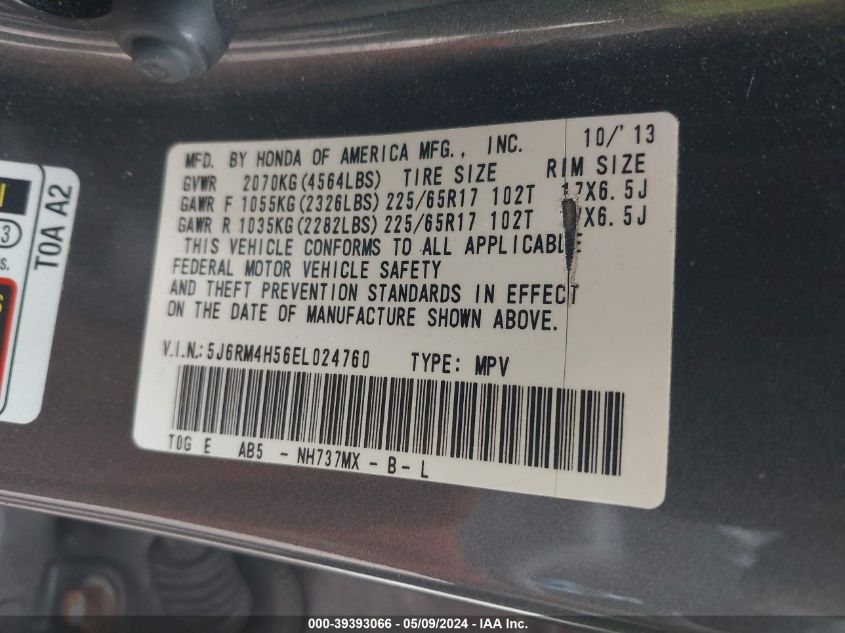 MFD. BY HONDA OF AMERICA MFG., INC. 10/'13
GVWR 2070KG(4564LBS) TIRE SIZE RIM SIZE
GAWR F 1055KG(2326LBS) 225/65R17 102T 17X6.5J
GAWR R 1035KG(2282LBS) 225/65R17 102T X6.5J
THIS VEHICLE CONFORMS TO ALL APPLICABLE
FEDERAL MOTOR VEHICLE SAFETY
AND THEFT PREVENTION STANDARDS IN EFFECT
ON THE DATE OF MANUFACTURE SHOWN ABOVE.
V.I.N.: 5J6RM4H56EL024760 TYPE: MPV
TOG E AB5 - NH737MX - B - L
TOA A2
3
000-39393066 - 05/09/2024 - IAA, Inc.